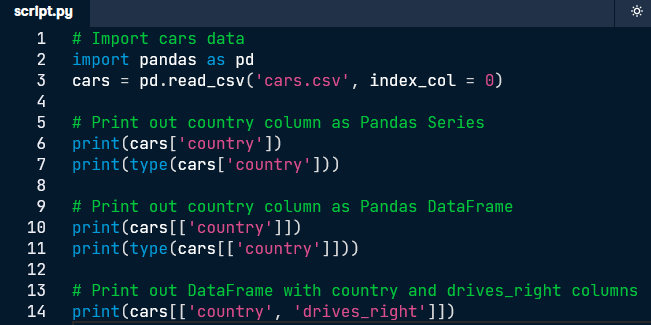 script.py
1 # Import cars data
2 import pandas as pd
3 cars = pd.read_csv('cars.csv', index_col = 0)
4
5 # Print out country column as Pandas Series
6 print(cars['country'])
7 print(type(cars['country']))
8
9 # Print out country column as Pandas DataFrame
10 print(cars[['country']])
11 print(type(cars[['country']]))
12
13 # Print out DataFrame with country and drives_right columns
14 print(cars[['country', 'drives_right']])